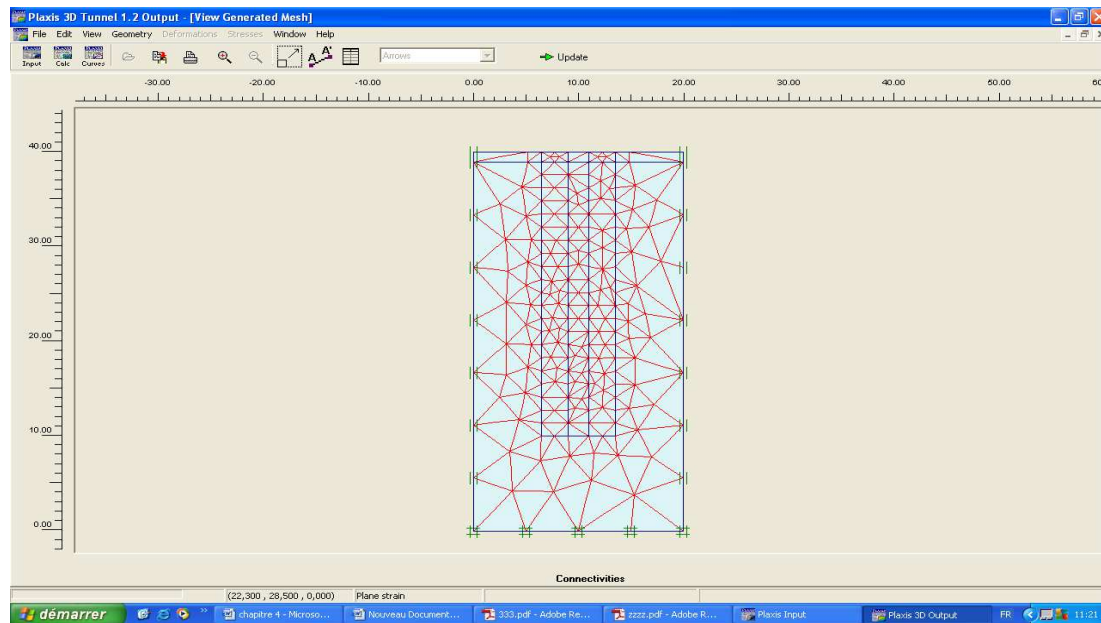 Plaxis 3D Tunnel 1.2 Output - [View Generated Mesh]
File Edit View Geometry Deformations Stresses Window Help
Input Calc Curves Arrows Update
-30.00 -20.00 -10.00 0.00 10.00 20.00 30.00 40.00 50.00
40.00
30.00
20.00
10.00
0.00
Connectivities
(22,300 , 28,500 , 0,000) Plane strain
démarrer chapitre 4 - Microso... Nouveau Document... 333.pdf - Adobe Re... zzzz.pdf - Adobe R... Plaxis Input Plaxis 3D Output FR 11:21